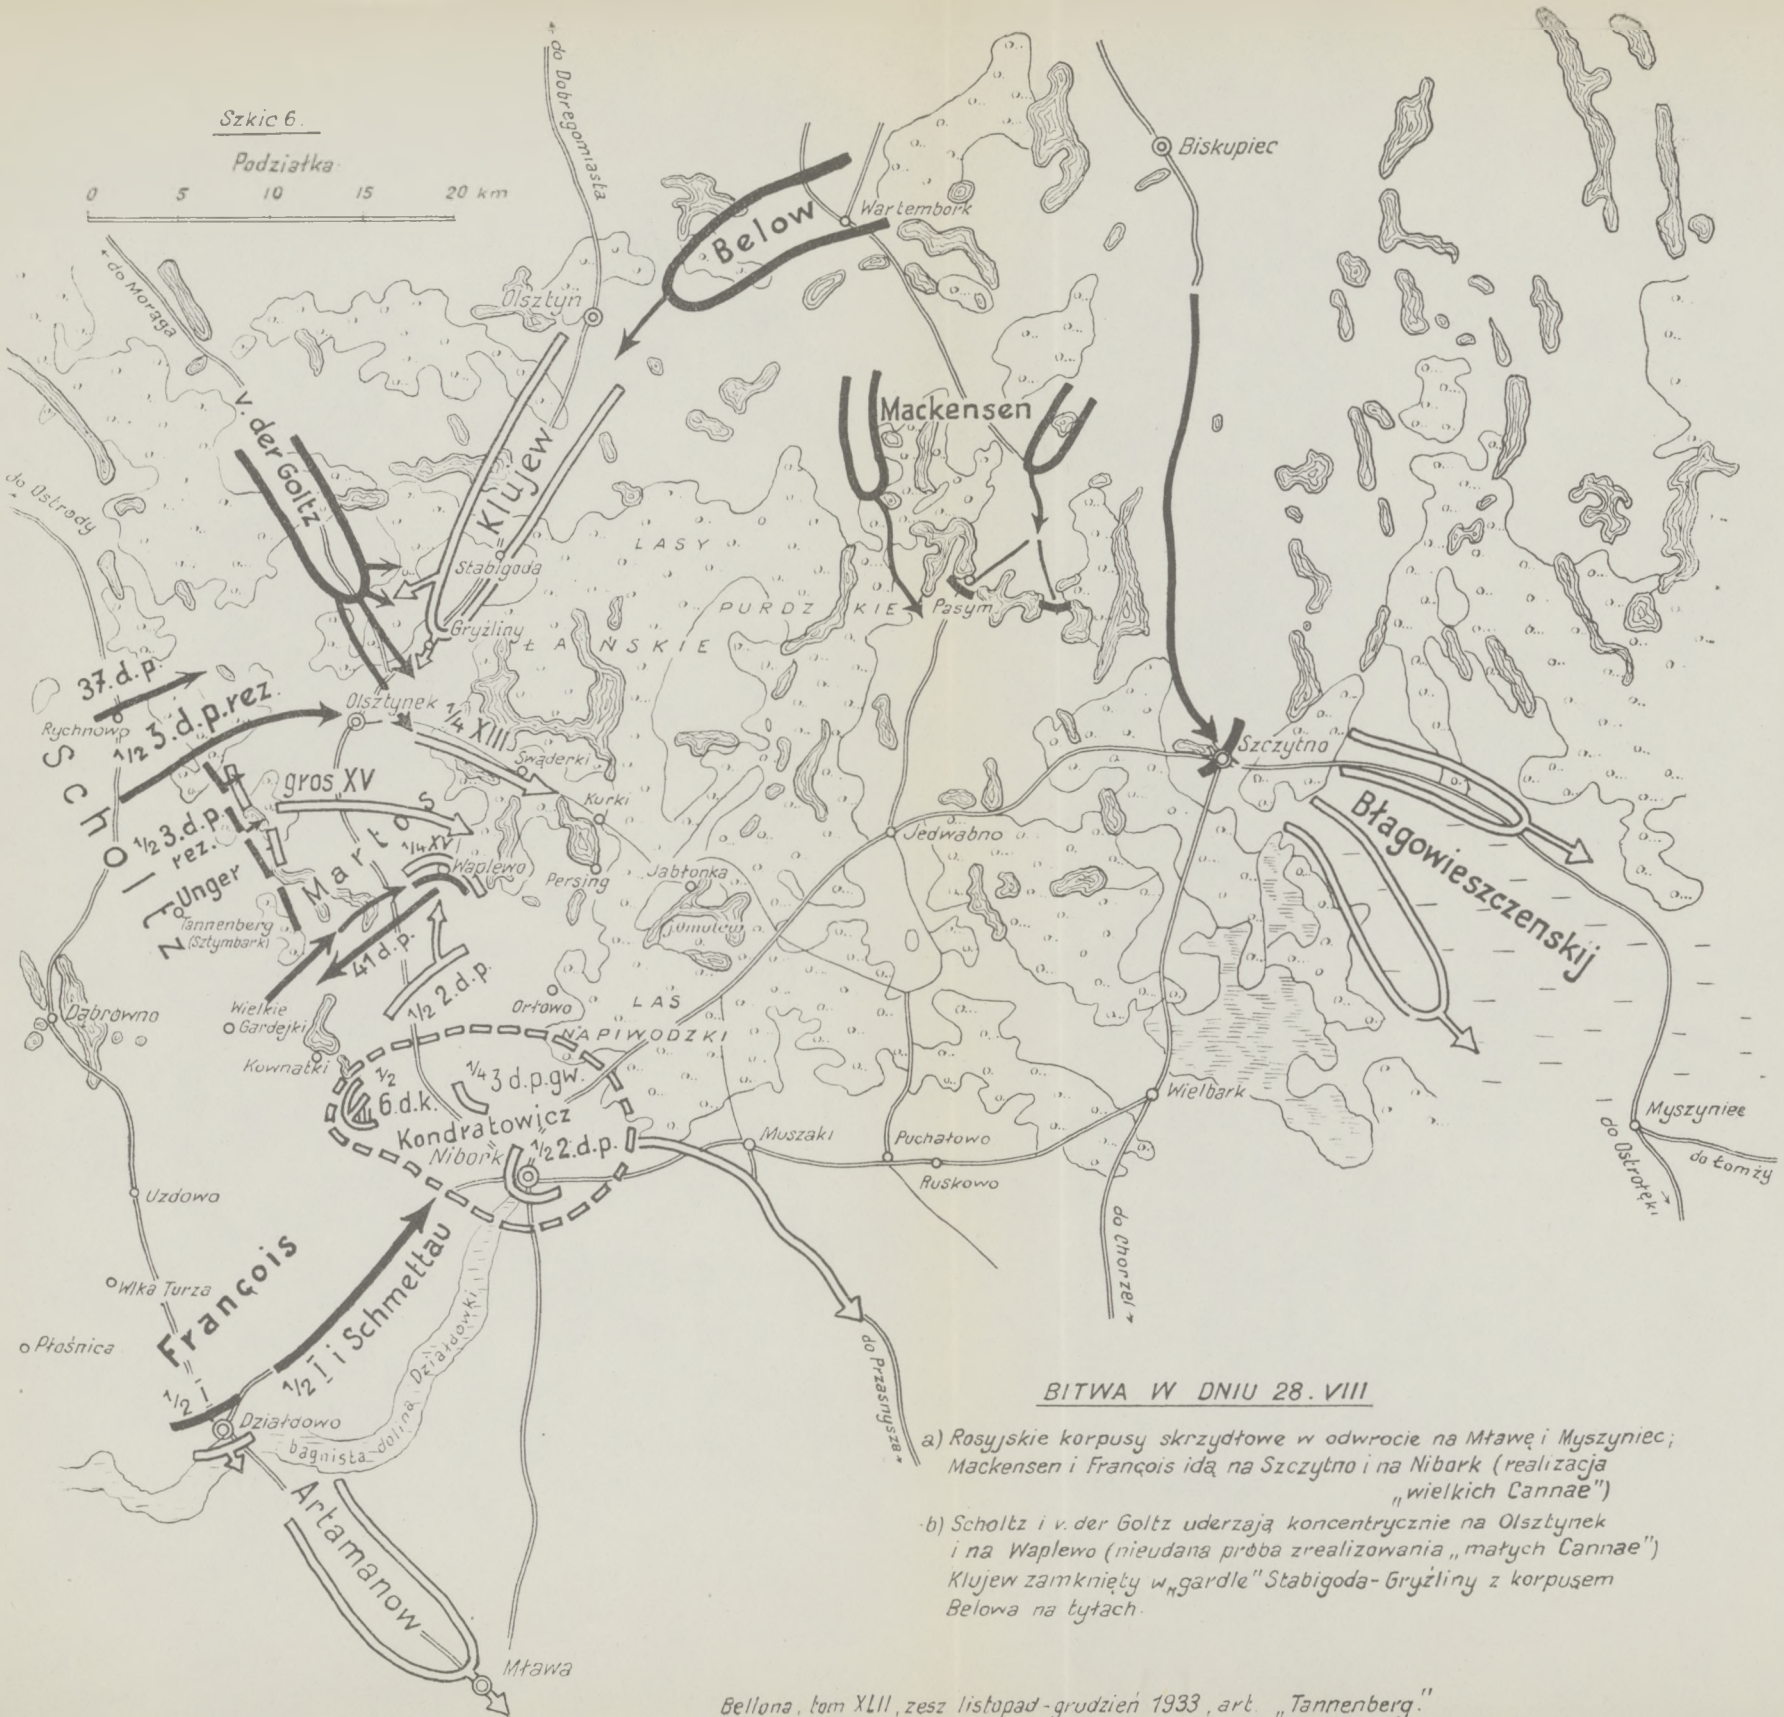 Szkic 6.
Podziałka
0 5 10 15 20 km
do Dobregomiasta
Biskupiec
Wartembork
Below
do Morąga
Olsztyn
v. der Goltz
Mackensen
Klujew
do Ostrody
LASY
Stabigoda
PURDZKIE
Pasym
Gryźliny
ŁAŃSKIE
37. d.p.
Rychnowo
1/2 3.d.p.rez.
Olsztynek
1/4 XIII
Swaderki
Szczytno
Scholtz
gros XV
Kurki
Martos
1/2 3.d.p.
rez.
1/4 XV
Waplewo
Jedwabno
Błagowieszczenskij
Unger
Persing
Jabłonka
Tannenberg
(Sztymbark)
j.Omulew
41 d.p.
1/2 2.d.p.
Orłowo
LAS
NAPIWODZKI
Dąbrowno
Wielkie
Gardejki
Kownatki
1/2
6.d.k.
1/4 3 d.p.gw.
Kondratowicz
Nibork
1/2 2.d.p.
Muszaki
Puchałowo
Ruskowo
Wielbark
Myszyniec
do Ostrołęki
do Łomży
Uzdowo
do Chorzel
Wlka Turza
François
Płośnica
1/2 I i Schmettau
1/2 I
Działdowo
bagnista dolina Działdowki
do Przasnysza
Artamanow
Mława
BITWA W DNIU 28. VIII
a) Rosyjskie korpusy skrzydłowe w odwrocie na Mławę i Myszyniec;
Mackensen i François idą na Szczytno i na Nibork (realizacja
„wielkich Cannae")
b) Scholtz i v. der Goltz uderzają koncentrycznie na Olsztynek
i na Waplewo (nieudana próba zrealizowania „małych Cannae")
Klujew zamknięty w „gardle" Stabigoda-Gryźliny z korpusem
Belowa na tyłach.
Bellona, tom XLII, zesz listopad-grudzień 1933, art. „Tannenberg."